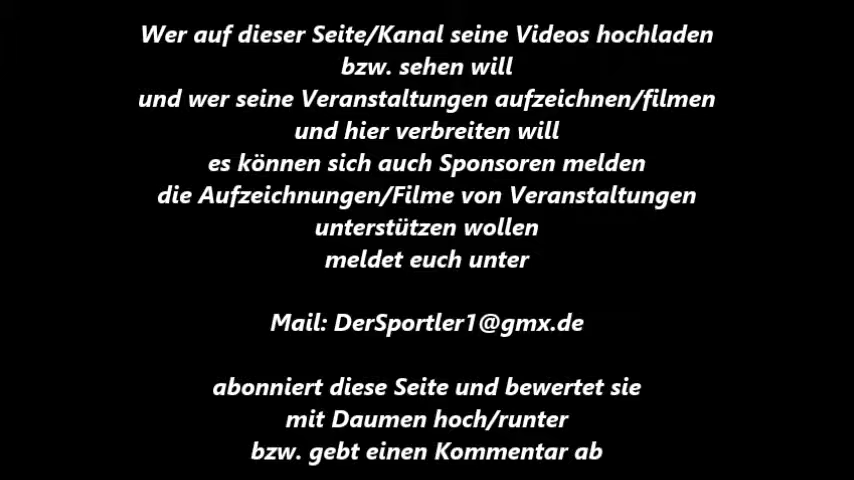 Wer auf dieser Seite/Kanal seine Videos hochladen
bzw. sehen will
und wer seine Veranstaltungen aufzeichnen/filmen
und hier verbreiten will
es können sich auch Sponsoren melden
die Aufzeichnungen/Filme von Veranstaltungen
unterstützen wollen
meldet euch unter
Mail: DerSportler1@gmx.de
abonniert diese Seite und bewertet sie
mit Daumen hoch/runter
bzw. gebt einen Kommentar ab